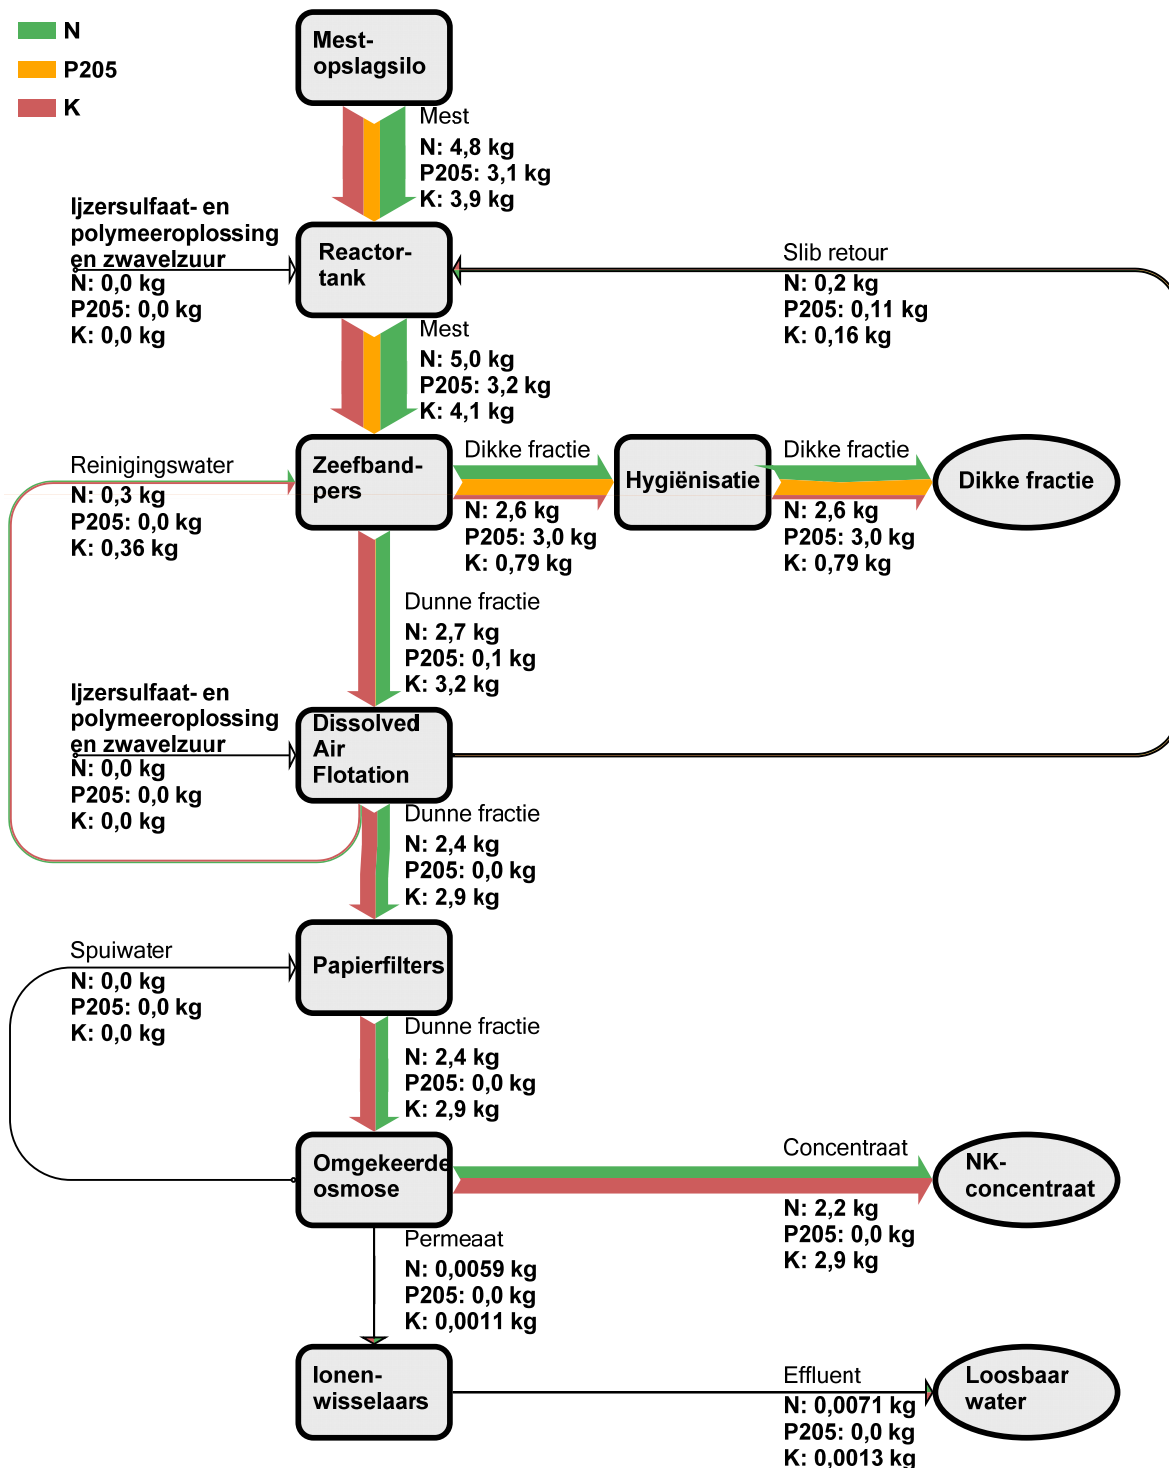 N
P205
K
Mest-
opslagsilo
Mest
N: 4,8 kg
P205: 3,1 kg
K: 3,9 kg
Ijzersulfaat- en
polymeeroplossing
en zwavelzuur
N: 0,0 kg
P205: 0,0 kg
K: 0,0 kg
Reactor-
tank
Slib retour
N: 0,2 kg
P205: 0,11 kg
K: 0,16 kg
Mest
N: 5,0 kg
P205: 3,2 kg
K: 4,1 kg
Reinigingswater
N: 0,3 kg
P205: 0,0 kg
K: 0,36 kg
Zeefband-
pers
Dikke fractie
N: 2,6 kg
P205: 3,0 kg
K: 0,79 kg
Hygiënisatie
Dikke fractie
N: 2,6 kg
P205: 3,0 kg
K: 0,79 kg
Dikke fractie
Dunne fractie
N: 2,7 kg
P205: 0,1 kg
K: 3,2 kg
Ijzersulfaat- en
polymeeroplossing
en zwavelzuur
N: 0,0 kg
P205: 0,0 kg
K: 0,0 kg
Dissolved
Air
Flotation
Dunne fractie
N: 2,4 kg
P205: 0,0 kg
K: 2,9 kg
Spuiwater
N: 0,0 kg
P205: 0,0 kg
K: 0,0 kg
Papierfilters
Dunne fractie
N: 2,4 kg
P205: 0,0 kg
K: 2,9 kg
Omgekeerde
osmose
Concentraat
N: 2,2 kg
P205: 0,0 kg
K: 2,9 kg
NK-
concentraat
Permeaat
N: 0,0059 kg
P205: 0,0 kg
K: 0,0011 kg
Ionen-
wisselaars
Effluent
N: 0,0071 kg
P205: 0,0 kg
K: 0,0013 kg
Loosbaar
water